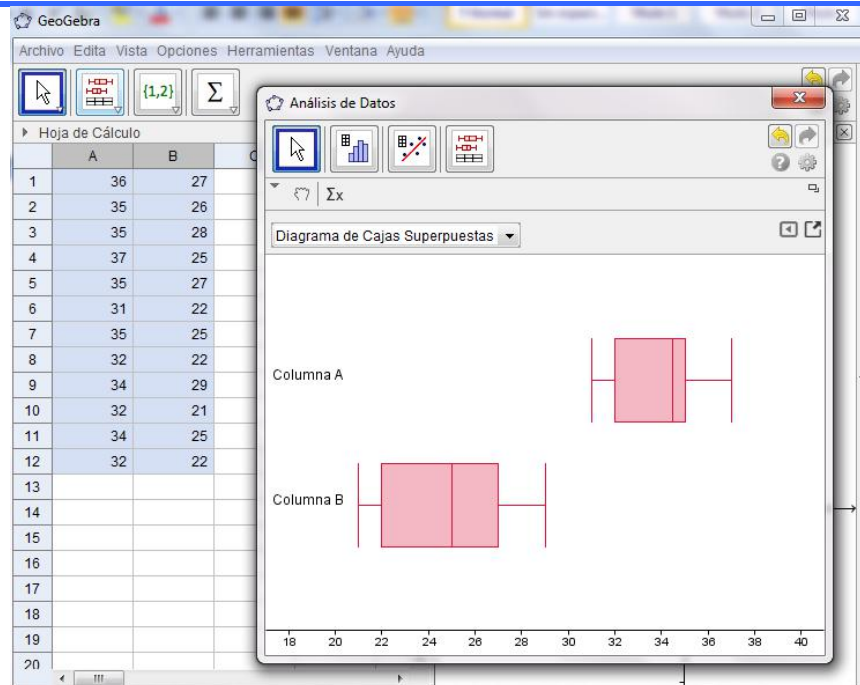 GeoGebra
Archivo Edita Vista Opciones Herramientas Ventana Ayuda
{1,2} Σ
Hoja de Cálculo
A B C
1 36 27
2 35 26
3 35 28
4 37 25
5 35 27
6 31 22
7 35 25
8 32 22
9 34 29
10 32 21
11 34 25
12 32 22
13
14
15
16
17
18
19
20
Análisis de Datos
Σx
Diagrama de Cajas Superpuestas
Columna A
Columna B
18 20 22 24 26 28 30 32 34 36 38 40